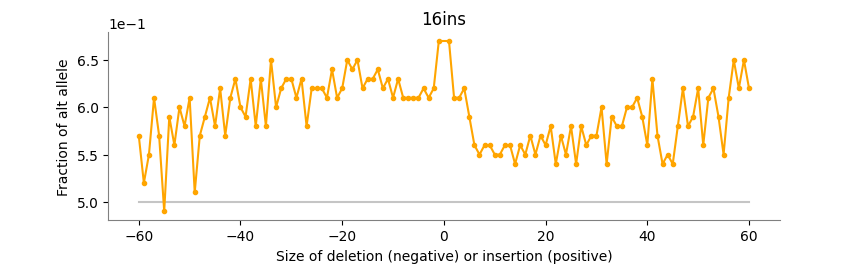 16ins
1e−1
6.5
6.0
5.5
5.0
Fraction of alt allele
−60 −40 −20 0 20 40 60
Size of deletion (negative) or insertion (positive)